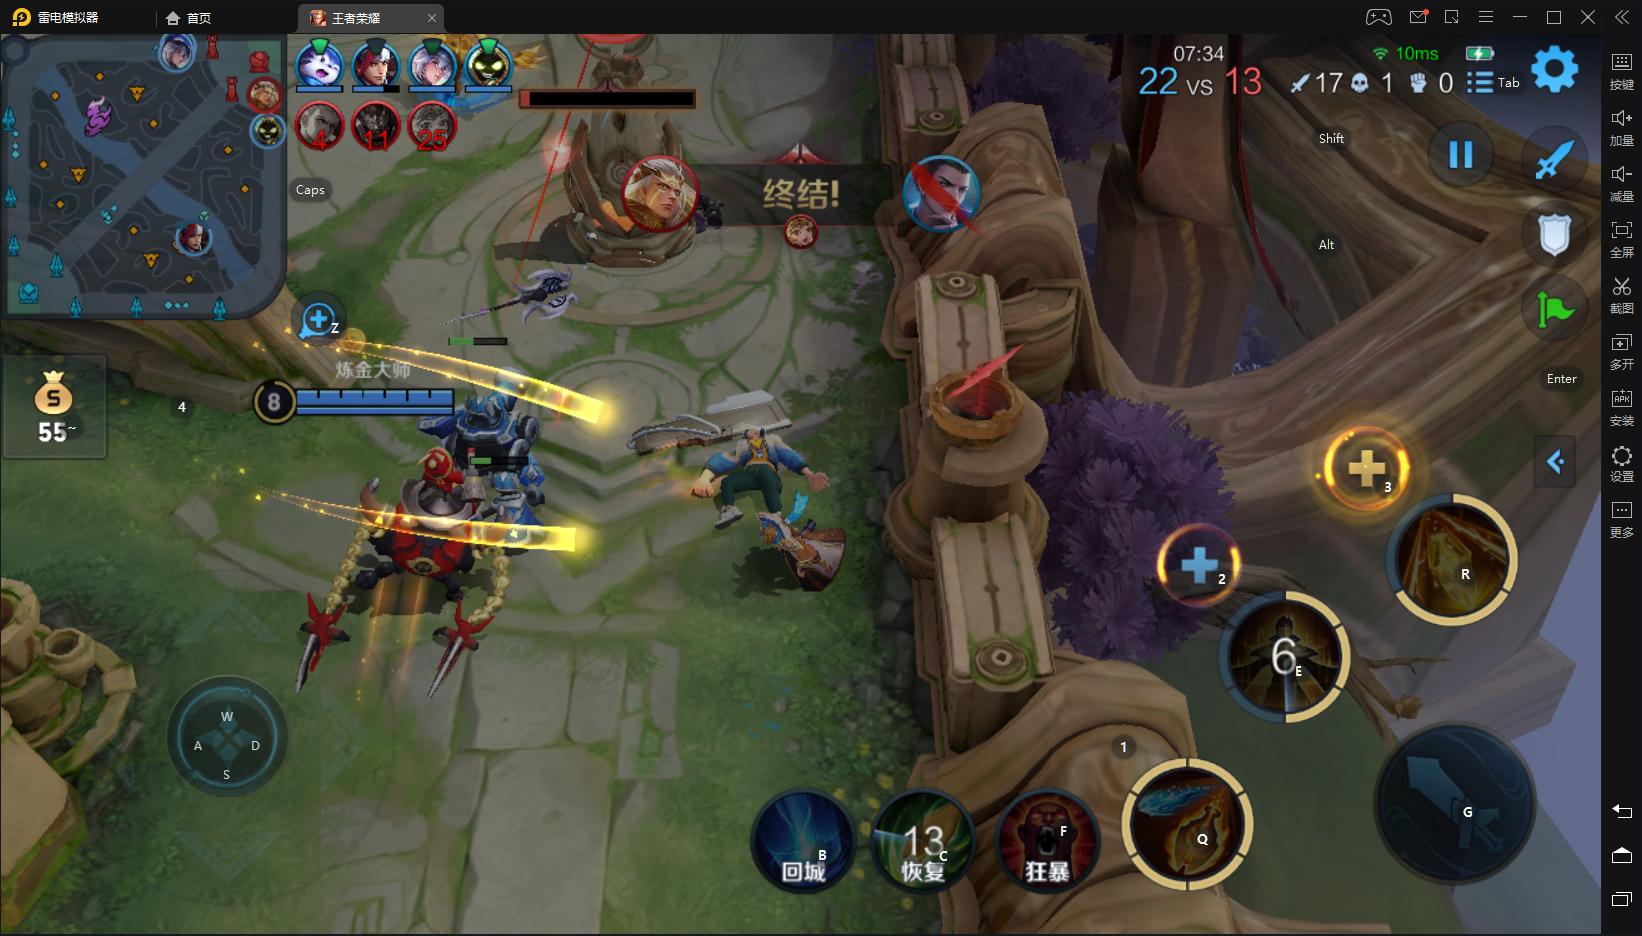 雷电模拟器
首页
王者荣耀
07:34
22 vs 13
10ms
17 1 0
Tab
4 11 25
Caps
终结!
Shift
Alt
Z
炼金大师
8
4
55~
Enter
3
2
R
6
E
1
W
A D
S
回城 B
13
恢复 C
狂暴 F
Q
G
按键
加量
减量
全屏
截图
多开
APK
安装
设置
更多